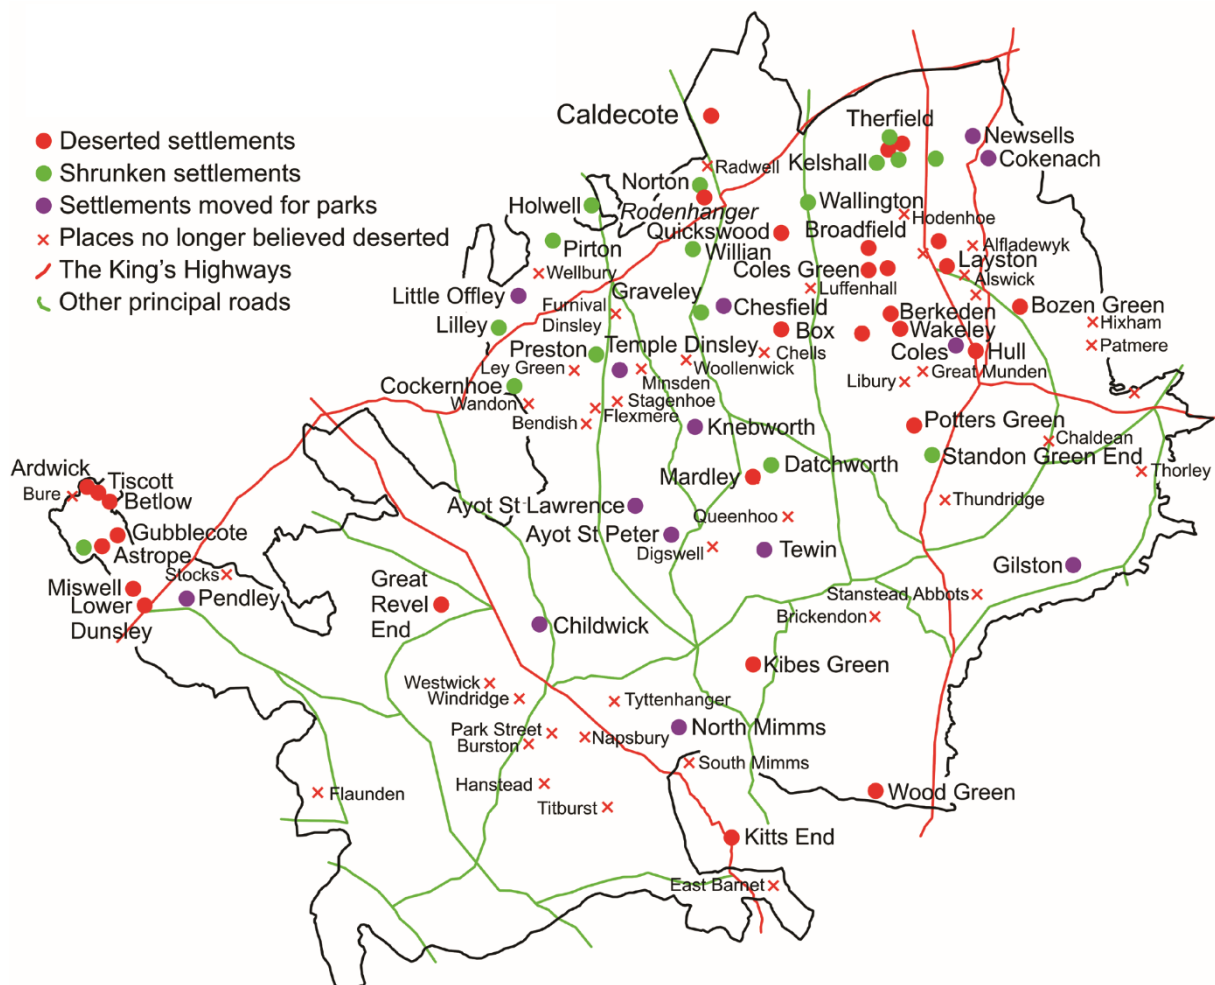 Deserted settlements
Shrunken settlements
Settlements moved for parks
Places no longer believed deserted
The King's Highways
Other principal roads
Caldecote
Therfield
Newsells
Kelshall
Cokenach
Radwell
Norton
Holwell
Rodenhanger
Wallington
Hodenhoe
Quickswood
Broadfield
Pirton
Willian
Alfladewyk
Layston
Wellbury
Coles Green
Alswick
Little Offley
Graveley
Luffenhall
Furnival
Dinsley
Chesfield
Bozen Green
Berkeden
Hixham
Lilley
Box
Wakeley
Preston
Temple Dinsley
Chells
Coles
Hull
Patmere
Ley Green
Woollenwick
Great Munden
Minsden
Libury
Cockernhoe
Wandon
Stagenhoe
Flexmere
Bendish
Knebworth
Potters Green
Chaldean
Standon Green End
Datchworth
Thorley
Ardwick
Tiscott
Bure
Betlow
Mardley
Thundridge
Ayot St Lawrence
Queenhoo
Gubblecote
Ayot St Peter
Digswell
Tewin
Astrope
Gilston
Stocks
Miswell
Pendley
Lower
Dunsley
Great
Revel
End
Stanstead Abbots
Brickendon
Childwick
Kibes Green
Westwick
Windridge
Tyttenhanger
Park Street
Burston
Napsbury
North Mimms
South Mimms
Hanstead
Flaunden
Titburst
Wood Green
Kitts End
East Barnet